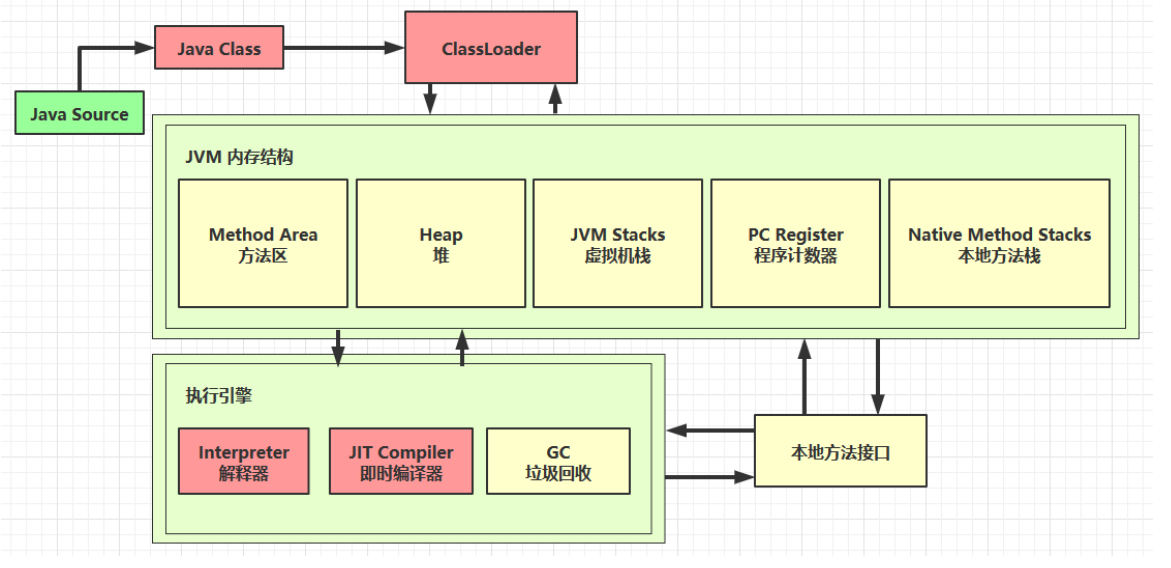 Java Class
ClassLoader
Java Source
JVM 内存结构
Method Area
方法区
Heap
堆
JVM Stacks
虚拟机栈
PC Register
程序计数器
Native Method Stacks
本地方法栈
执行引擎
Interpreter
解释器
JIT Compiler
即时编译器
GC
垃圾回收
本地方法接口